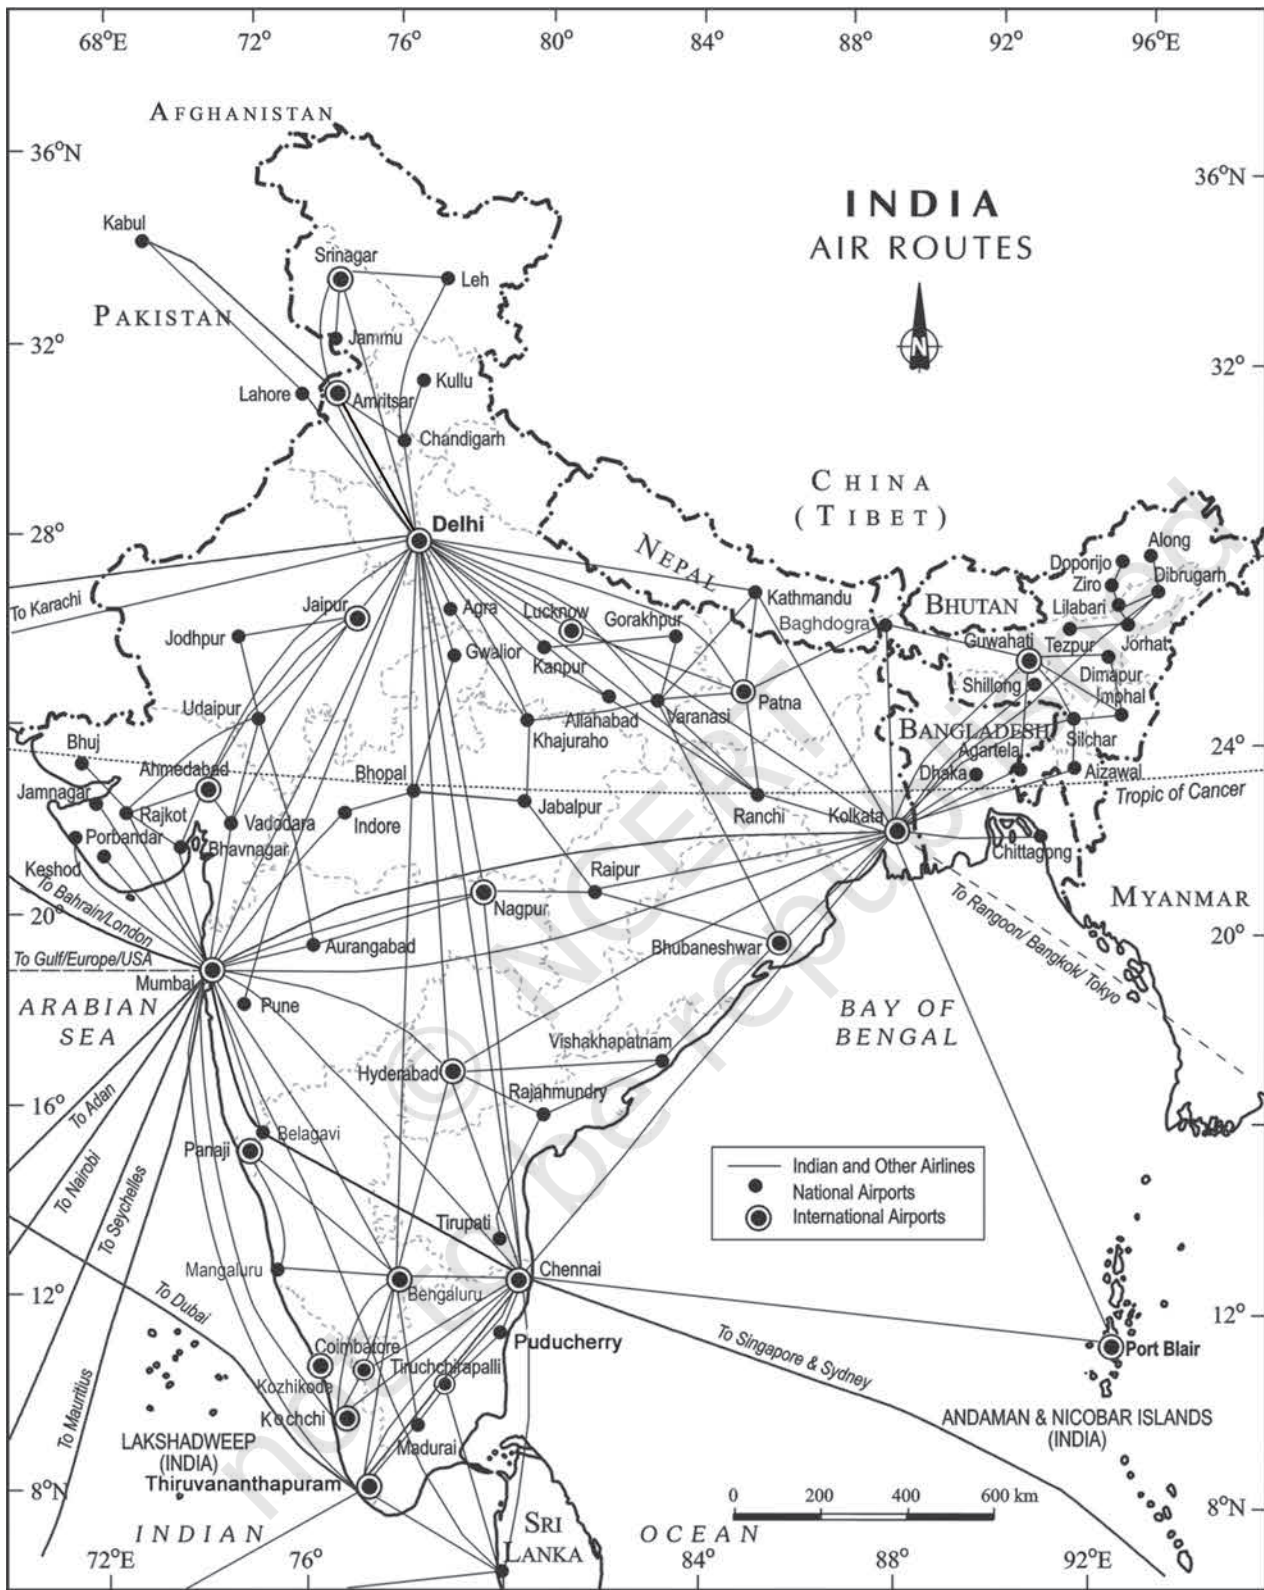 68°E 72° 76° 80° 84° 88° 92° 96°E
AFGHANISTAN
36°N
36°N
INDIA
AIR ROUTES
N
Kabul
Srinagar
Leh
PAKISTAN
Jammu
32°
32°
Lahore
Amritsar
Kullu
Chandigarh
CHINA
(TIBET)
28°
Delhi
NEPAL
Along
Doporijo
Ziro
Dibrugarh
Lilabari
To Karachi
Jaipur
Agra
Lucknow
Gorakhpur
Kathmandu
Baghdogra
BHUTAN
Guwahati
Tezpur
Jorhat
Jodhpur
Gwalior
Kanpur
Dimapur
Shillong
Imphal
Udaipur
Allahabad
Varanasi
Patna
Khajuraho
BANGLADESH
Silchar
24°
Bhuj
Ahmedabad
Bhopal
Agartela
Dhaka
Aizawal
Tropic of Cancer
Jamnagar
Rajkot
Vadodara
Indore
Jabalpur
Ranchi
Kolkata
Porbandar
Bhavnagar
Chittagong
Keshod
Raipur
To Bahrain/London
Nagpur
MYANMAR
20°
20°
Aurangabad
Bhubaneshwar
To Rangoon/ Bangkok/ Tokyo
To Gulf/Europe/USA
Mumbai
ARABIAN
SEA
Pune
BAY OF
BENGAL
Vishakhapatnam
Hyderabad
Rajahmundry
16°
To Adan
Belagavi
Panaji
Indian and Other Airlines
National Airports
International Airports
To Nairobi
To Seychelles
Tirupati
Mangaluru
Bengaluru
Chennai
12°
12°
To Dubai
Puducherry
To Singapore & Sydney
Port Blair
Coimbatore
Tiruchchirapalli
Kozhikode
Kochchi
Madurai
To Mauritius
LAKSHADWEEP
(INDIA)
ANDAMAN & NICOBAR ISLANDS
(INDIA)
Thiruvananthapuram
8°N
8°N
0 200 400 600 km
INDIAN OCEAN
SRI
LANKA
72°E 76° 84° 88° 92°E
© NCERT
not to be republished